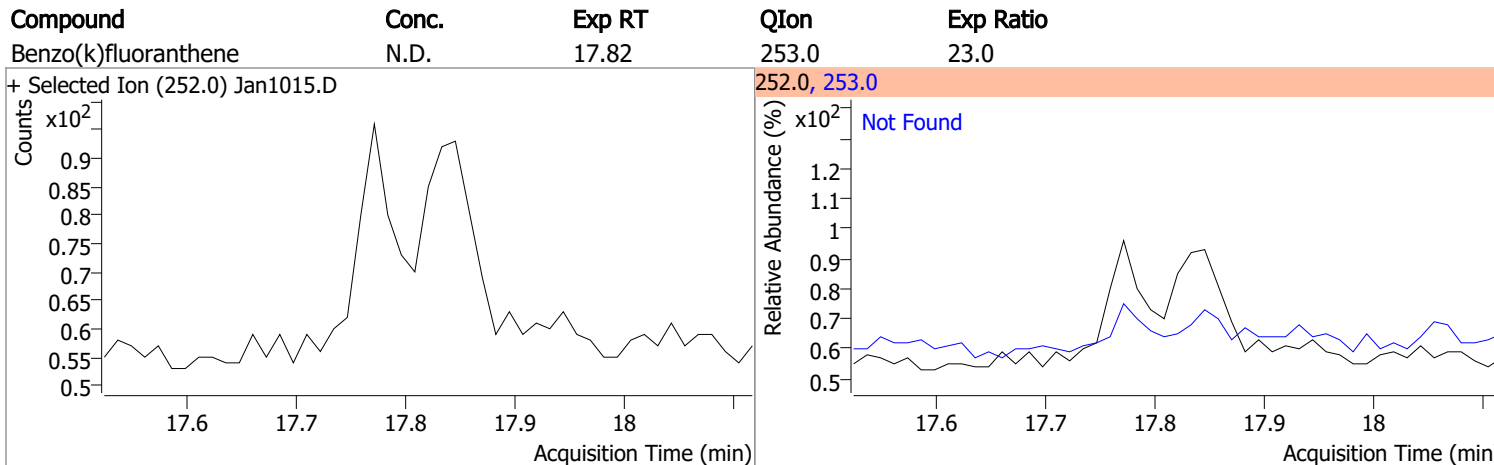 Compound Conc. Exp RT QIon Exp Ratio
Benzo(k)fluoranthene N.D. 17.82 253.0 23.0
+ Selected Ion (252.0) Jan1015.D
Counts
x10²
0.9
0.85
0.8
0.75
0.7
0.65
0.6
0.55
0.5
17.6 17.7 17.8 17.9 18
Acquisition Time (min)
252.0, 253.0
Relative Abundance (%)
x10²
Not Found
1.2
1.1
1
0.9
0.8
0.7
0.6
0.5
17.6 17.7 17.8 17.9 18
Acquisition Time (min